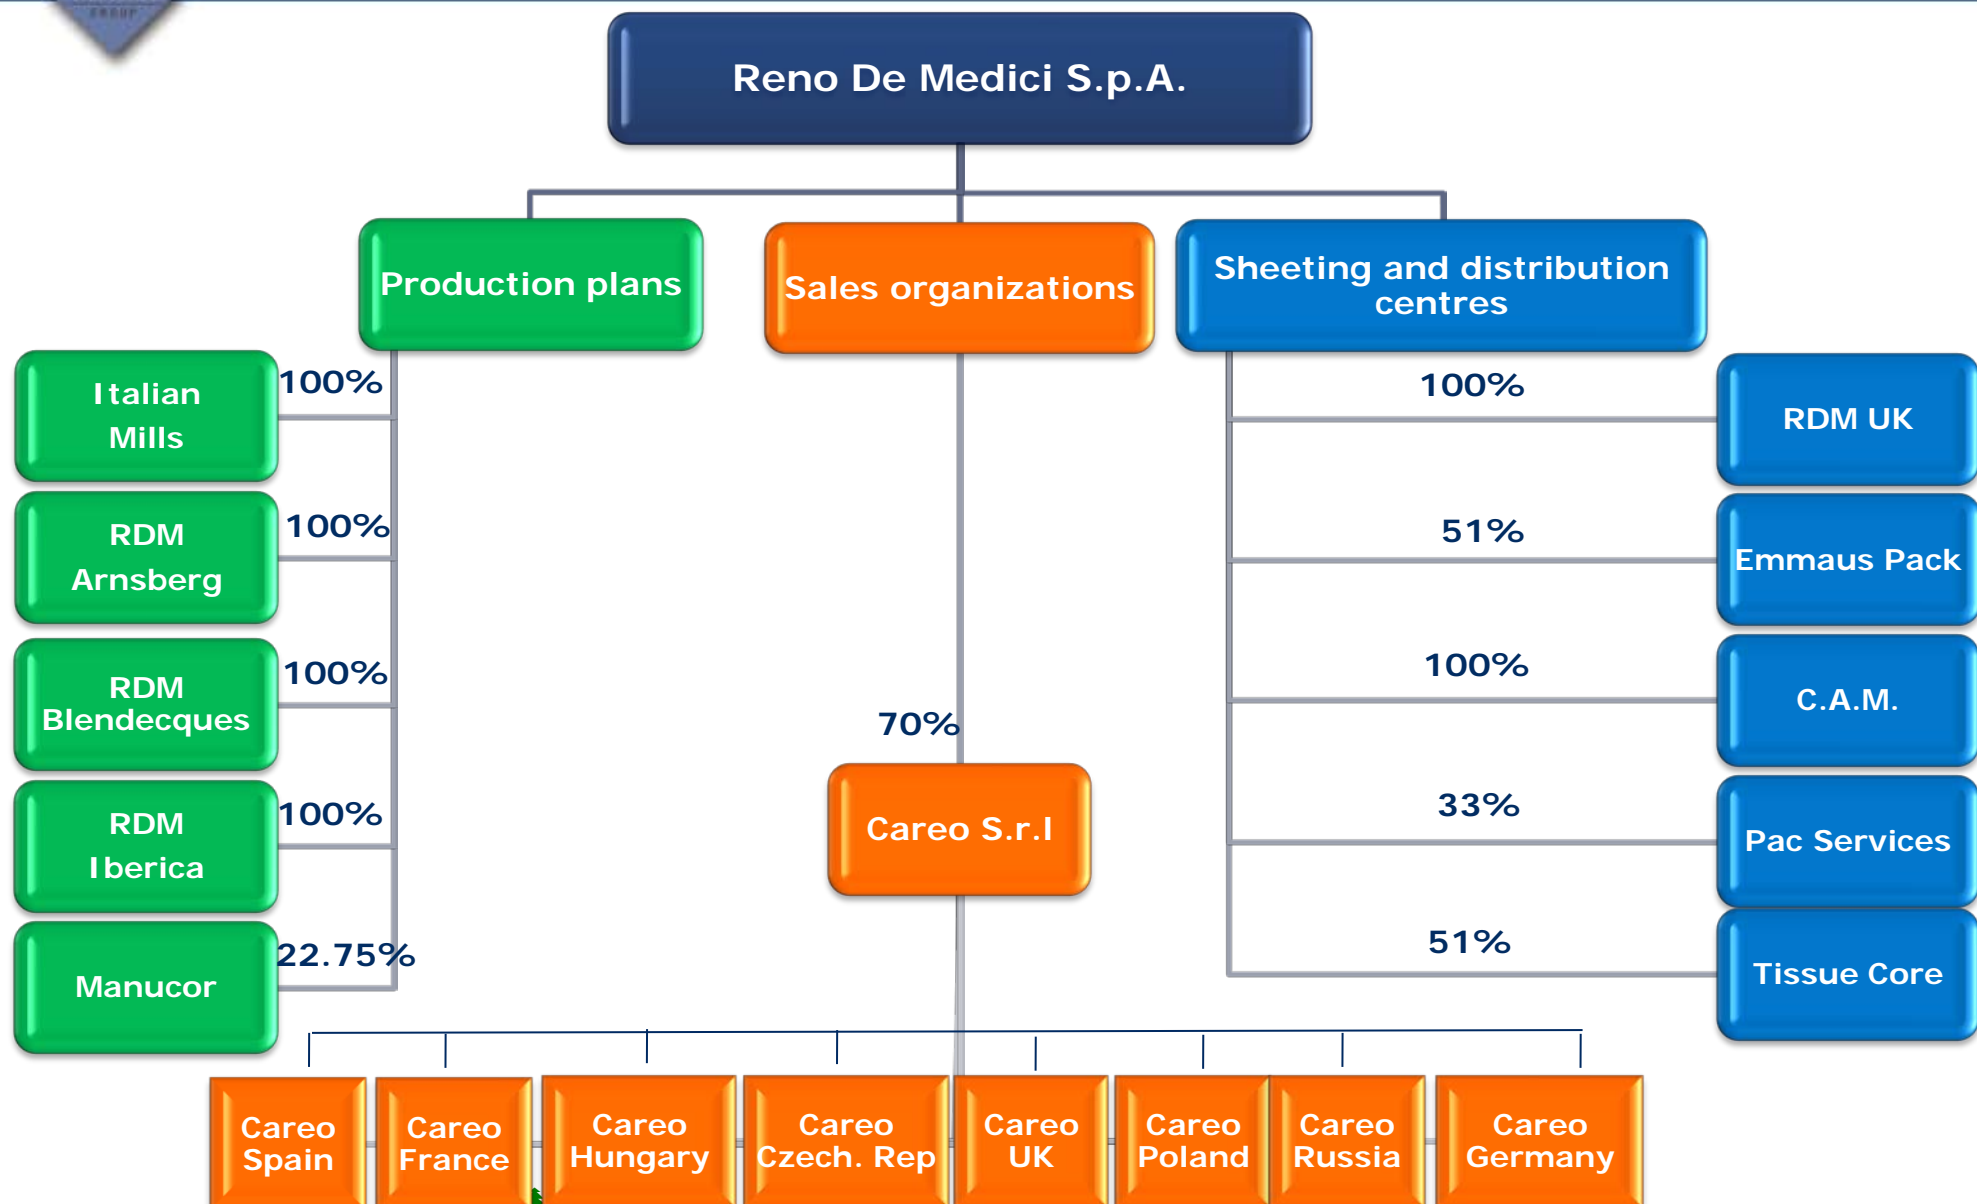 GROUP
Reno De Medici S.p.A.
Production plans
Sales organizations
Sheeting and distribution
centres
Italian
Mills
100%
RDM
Arnsberg
100%
RDM
Blendecques
100%
RDM
Iberica
100%
Manucor
22.75%
70%
Careo S.r.l
100%
RDM UK
51%
Emmaus Pack
100%
C.A.M.
33%
Pac Services
51%
Tissue Core
Careo
Spain
Careo
France
Careo
Hungary
Careo
Czech. Rep
Careo
UK
Careo
Poland
Careo
Russia
Careo
Germany